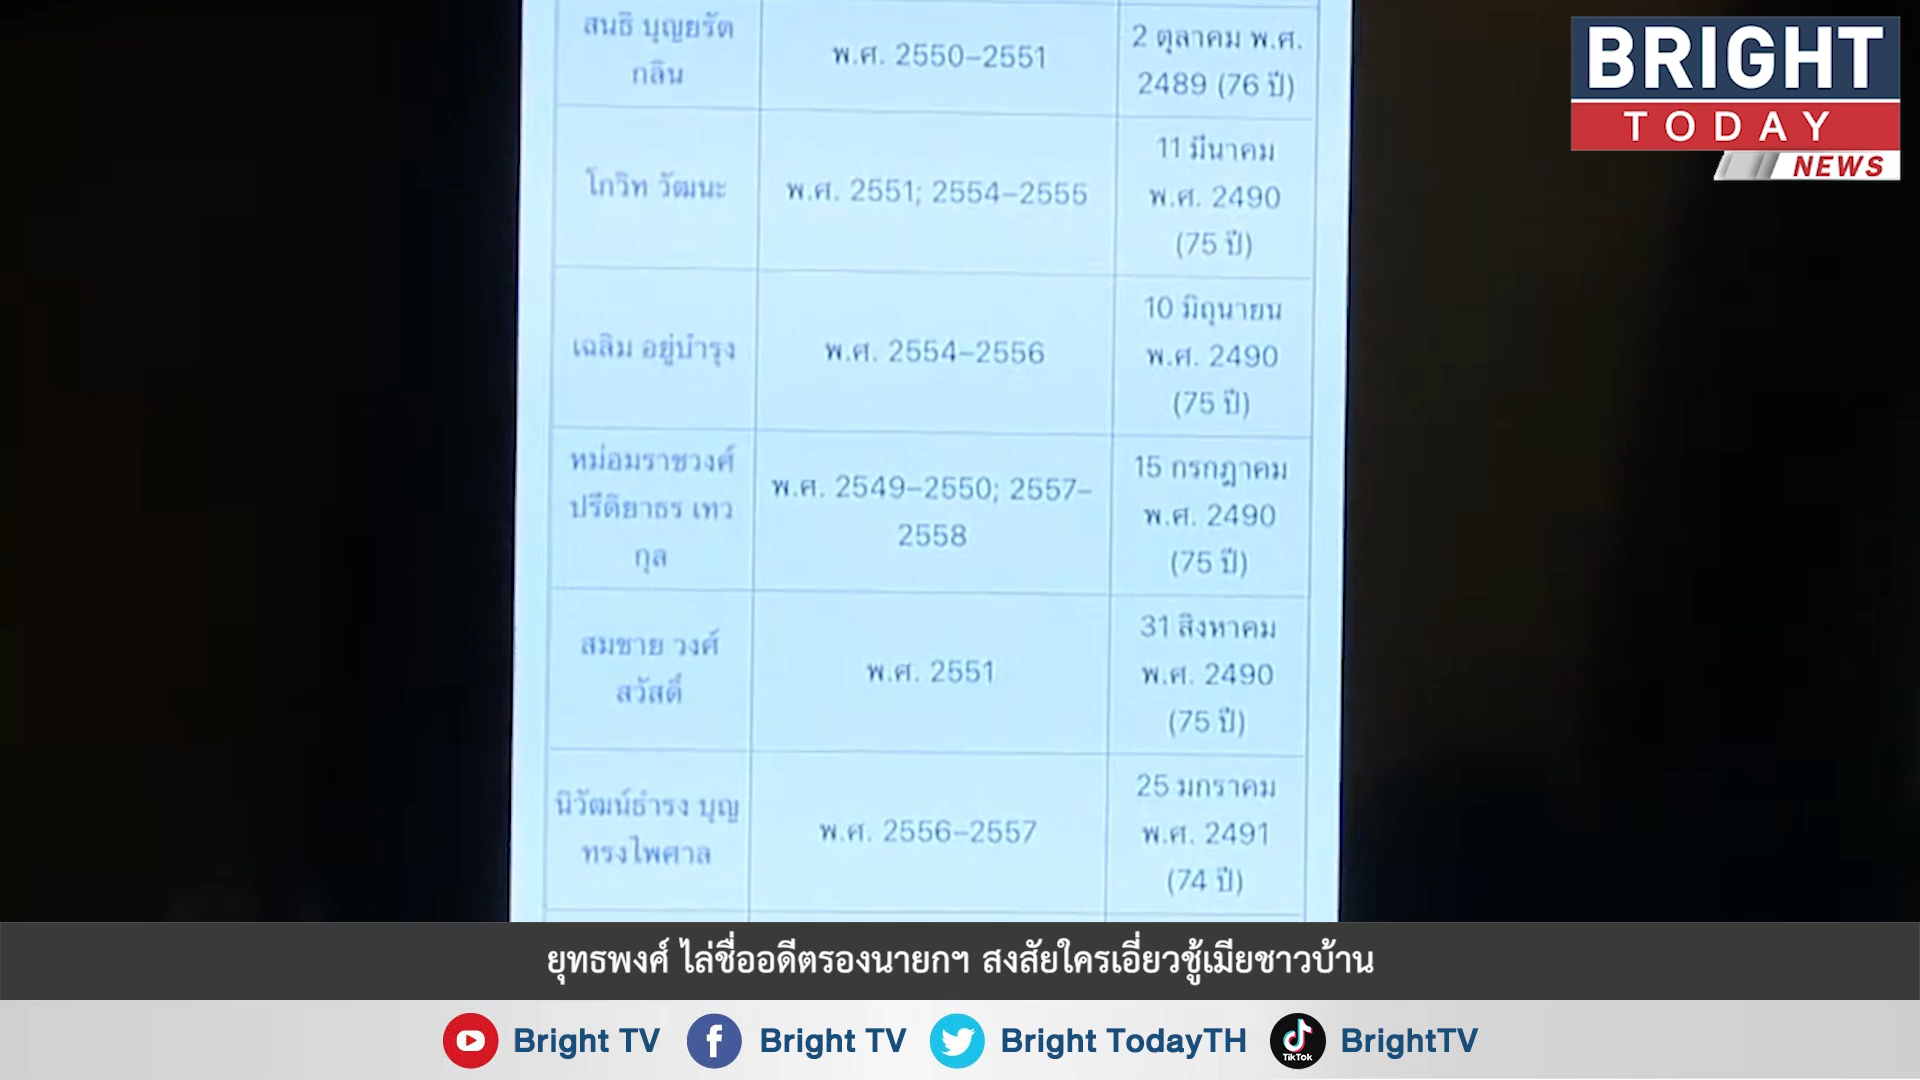 สนธิ บุญยรัต
กลิน
พ.ศ. 2550–2551
2 ตุลาคม พ.ศ.
2489 (76 ปี)
โกวิท วัฒนะ
พ.ศ. 2551; 2554–2555
11 มีนาคม
พ.ศ. 2490
(75 ปี)
เฉลิม อยู่บำรุง
พ.ศ. 2554–2556
10 มิถุนายน
พ.ศ. 2490
(75 ปี)
หม่อมราชวงศ์
ปรีดิยาธร เทว
กุล
พ.ศ. 2549–2550; 2557–
2558
15 กรกฎาคม
พ.ศ. 2490
(75 ปี)
สมชาย วงศ์
สวัสดิ์
พ.ศ. 2551
31 สิงหาคม
พ.ศ. 2490
(75 ปี)
นิวัฒน์ธำรง บุญ
ทรงไพศาล
พ.ศ. 2556–2557
25 มกราคม
พ.ศ. 2491
(74 ปี)
BRIGHT
TODAY
NEWS
ยุทธพงศ์ ไล่ชื่ออดีตรองนายกฯ สงสัยใครเอี่ยวชู้เมียชาวบ้าน
Bright TV
Bright TV
Bright TodayTH
TikTok
BrightTV